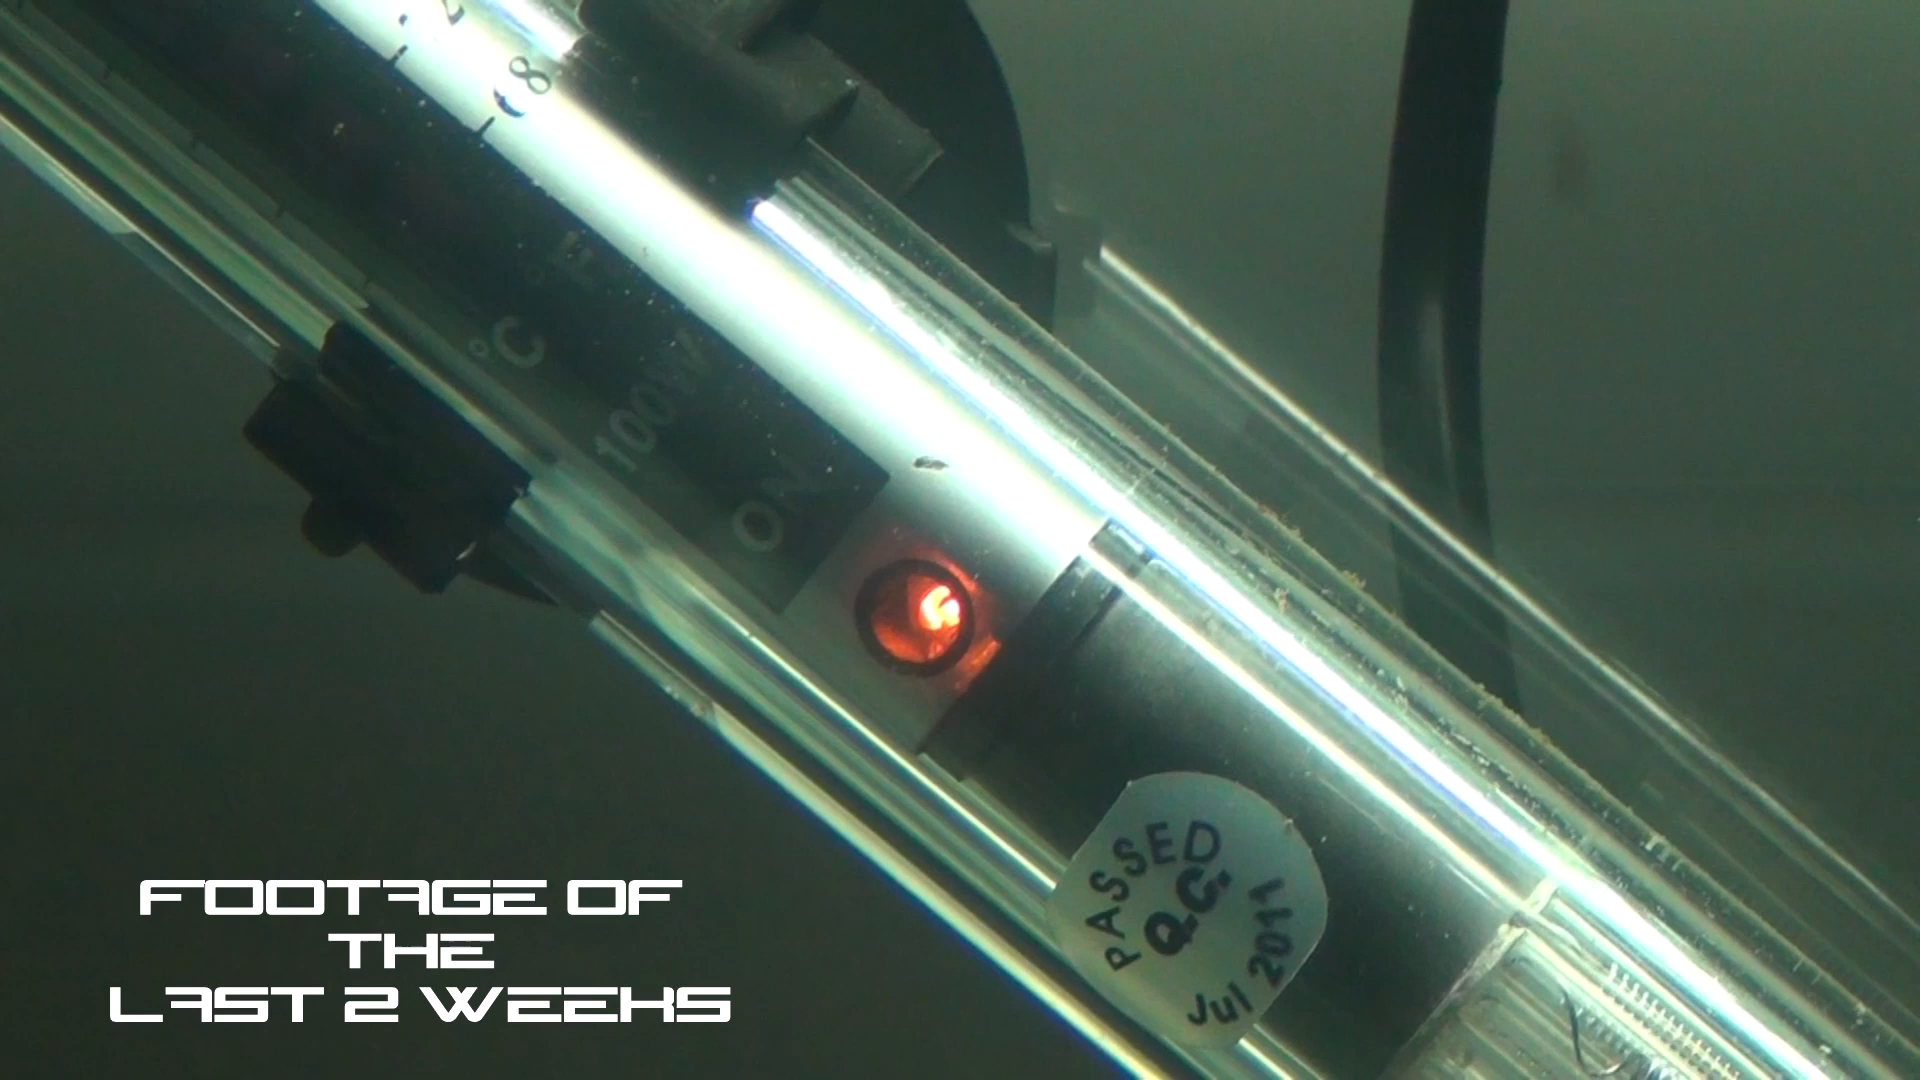 8
°F
°C
100W
ON
PASSED
Q.C.
Jul 2011
FOOTAGE OF
THE
LAST 2 WEEKS